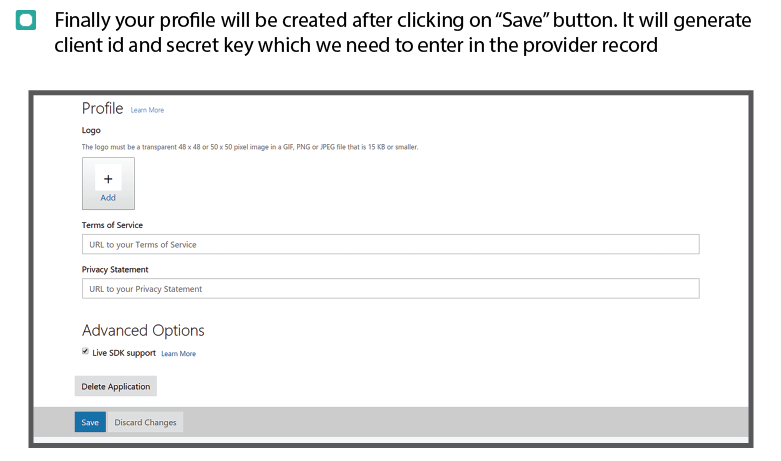 Finally your profile will be created after clicking on “Save” button. It will generate
client id and secret key which we need to enter in the provider record
Profile Learn More
Logo
The logo must be a transparent 48 x 48 or 50 x 50 pixel image in a GIF, PNG or JPEG file that is 15 KB or smaller.
+
Add
Terms of Service
URL to your Terms of Service
Privacy Statement
URL to your Privacy Statement
Advanced Options
Live SDK support Learn More
Delete Application
Save Discard Changes